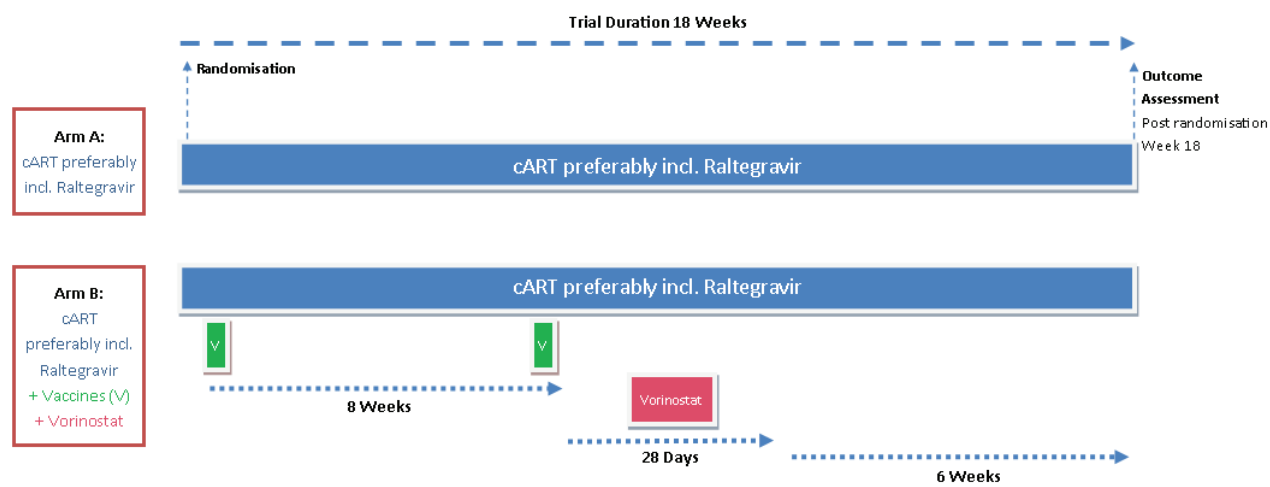 Trial Duration 18 Weeks
Randomisation
Outcome
Assessment
Post randomisation
Week 18
Arm A:
cART preferably
incl. Raltegravir
cART preferably incl. Raltegravir
Arm B:
cART
preferably incl.
Raltegravir
+ Vaccines (V)
+ Vorinostat
cART preferably incl. Raltegravir
V
V
8 Weeks
Vorinostat
28 Days
6 Weeks